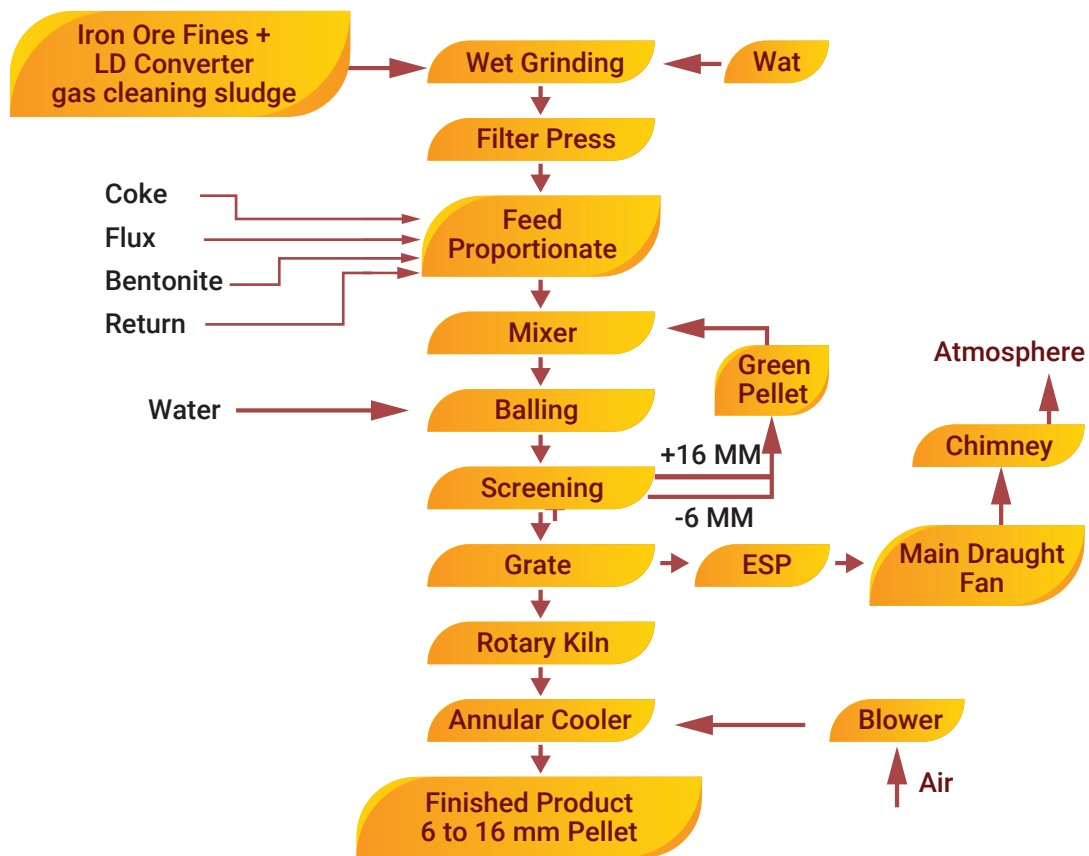 Iron Ore Fines +
LD Converter
gas cleaning sludge
Wet Grinding
Wat
Filter Press
Coke
Flux
Bentonite
Return
Feed
Proportionate
Mixer
Green
Pellet
Atmosphere
Water
Balling
Chimney
+16 MM
Screening
-6 MM
Grate
ESP
Main Draught
Fan
Rotary Kiln
Annular Cooler
Blower
Air
Finished Product
6 to 16 mm Pellet